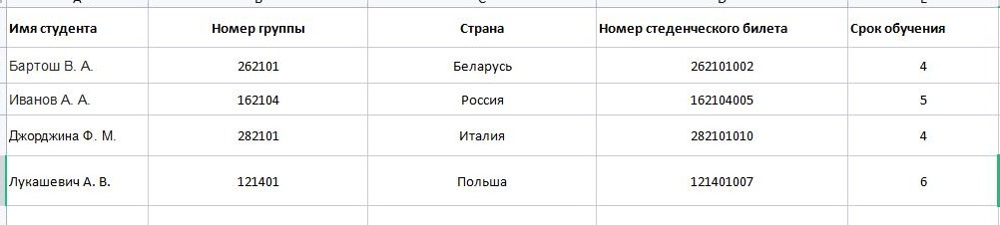 Имя студента Номер группы Страна Номер стеденческого билета Срок обучения
Бартош В. А. 262101 Беларусь 262101002 4
Иванов А. А. 162104 Россия 162104005 5
Джорджина Ф. М. 282101 Италия 282101010 4
Лукашевич А. В. 121401 Польша 121401007 6